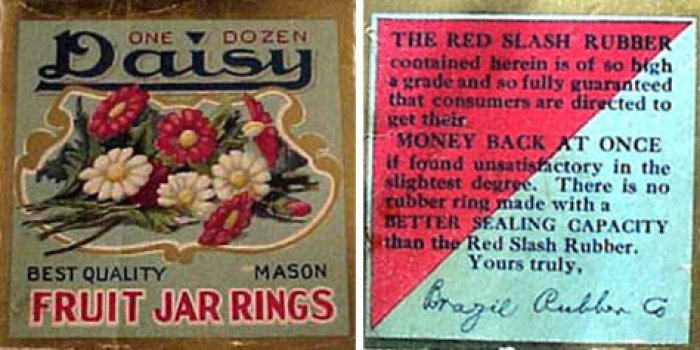 ONE DOZEN
Daisy
BEST QUALITY MASON
FRUIT JAR RINGS
THE RED SLASH RUBBER
contained herein is of so high
a grade and so fully guaranteed
that consumers are directed to
get their
MONEY BACK AT ONCE
if found unsatisfactory in the
slightest degree. There is no
rubber ring made with a
BETTER SEALING CAPACITY
than the Red Slash Rubber.
Yours truly,
Brazil Rubber Co